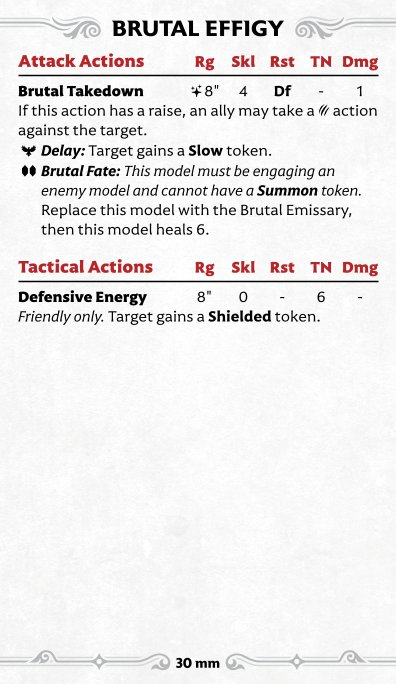 BRUTAL EFFIGY
Attack Actions Rg Skl Rst TN Dmg
Brutal Takedown 8" 4 Df - 1
If this action has a raise, an ally may take a action
against the target.
Delay: Target gains a Slow token.
Brutal Fate: This model must be engaging an
enemy model and cannot have a Summon token.
Replace this model with the Brutal Emissary,
then this model heals 6.
Tactical Actions Rg Skl Rst TN Dmg
Defensive Energy 8" 0 - 6 -
Friendly only. Target gains a Shielded token.
30 mm